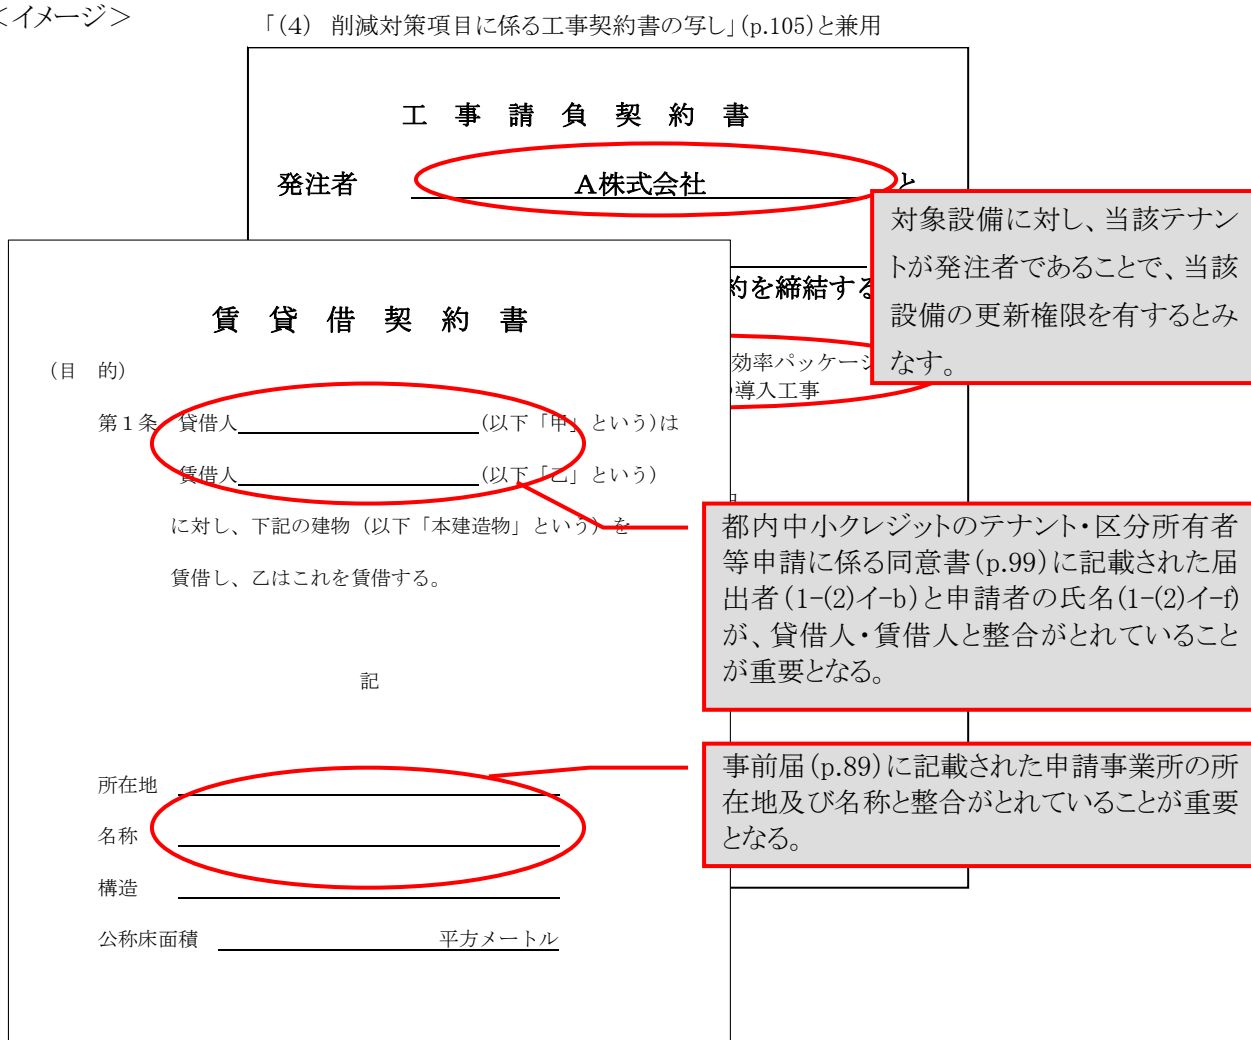 ＜イメージ＞
「(4) 削減対策項目に係る工事契約書の写し」(p.105)と兼用
工事請負契約書
発注者 A株式会社 と
対象設備に対し、当該テナン
トが発注者であることで、当該
設備の更新権限を有するとみ
なす。
約を締結する
効率パッケージ
導入工事
賃貸借契約書
(目 的)
第1条 貸借人 (以下「甲」という)は
賃借人 (以下「乙」という)
に対し、下記の建物（以下「本建造物」という）を
賃借し、乙はこれを賃借する。
都内中小クレジットのテナント・区分所有者
等申請に係る同意書(p.99)に記載された届
出者(1-(2)イ-b)と申請者の氏名(1-(2)イ-f)
が、貸借人・賃借人と整合がとれていること
が重要となる。
記
事前届(p.89)に記載された申請事業所の所
在地及び名称と整合がとれていることが重要
となる。
所在地
名称
構造
公称床面積 平方メートル